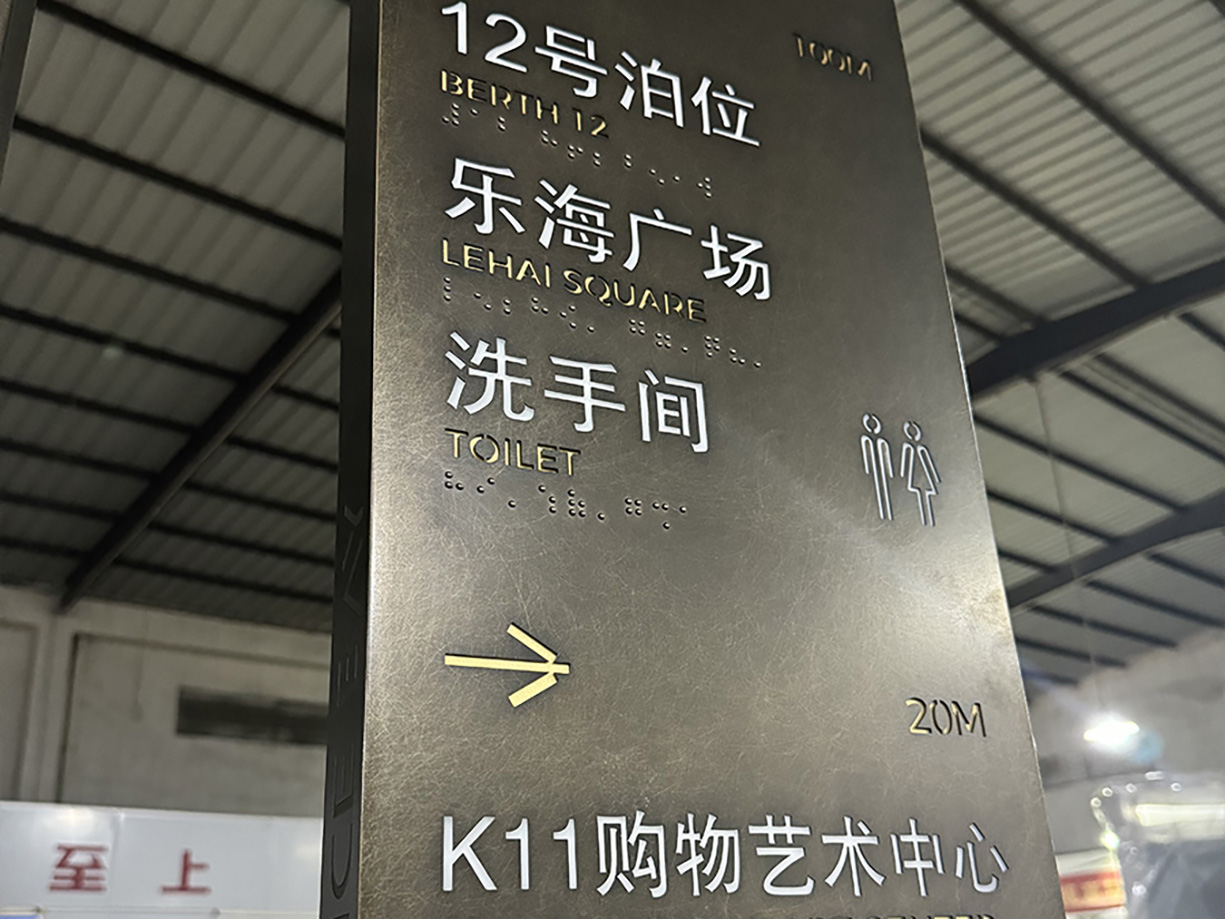 100M
12号泊位
BERTH 12
乐海广场
LEHAI SQUARE
洗手间
TOILET
20M
K11购物艺术中心
至上